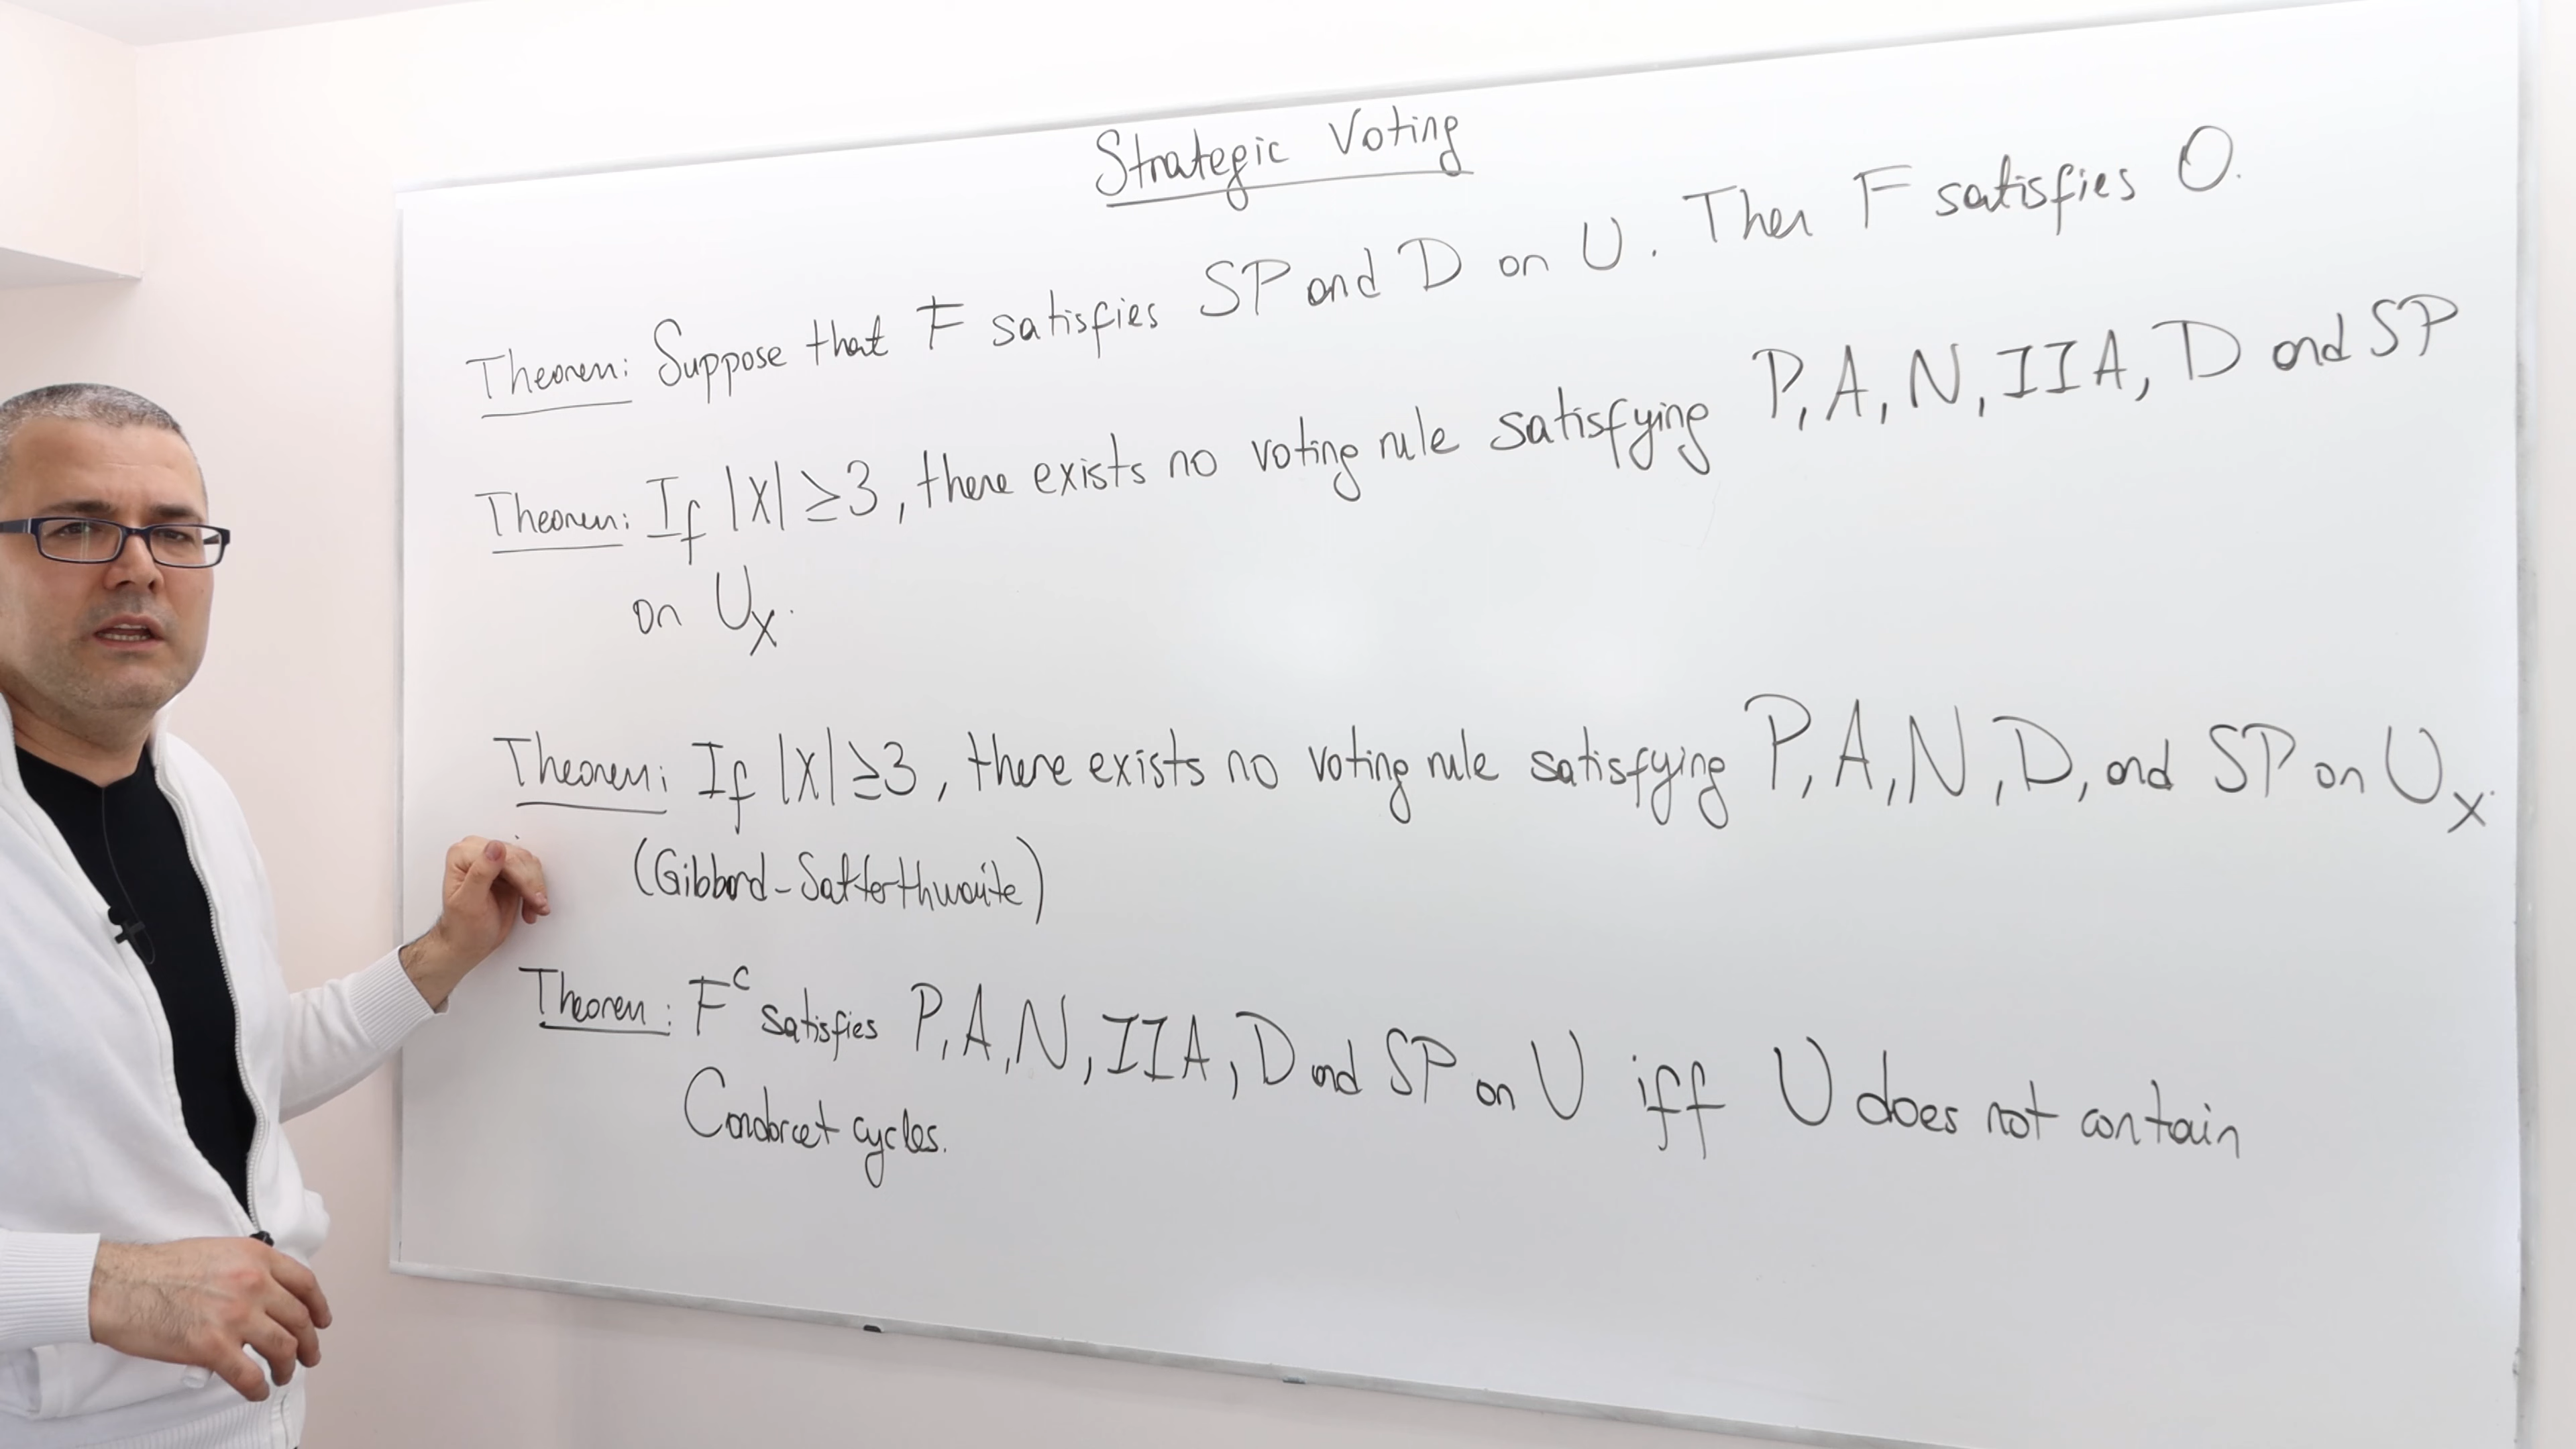 Strategic Voting
Theorem: Suppose that F satisfies SP and D on U. Then F satisfies O.
Theorem: If |X| ≥ 3, there exists no voting rule satisfying P, A, N, IIA, D and SP
on U_X.
Theorem: If |X| ≥ 3, there exists no voting rule satisfying P, A, N, D, and SP on U_X.
(Gibbard-Satterthwaite)
Theorem: F^C satisfies P, A, N, IIA, D and SP on U iff U does not contain
Condorcet cycles.